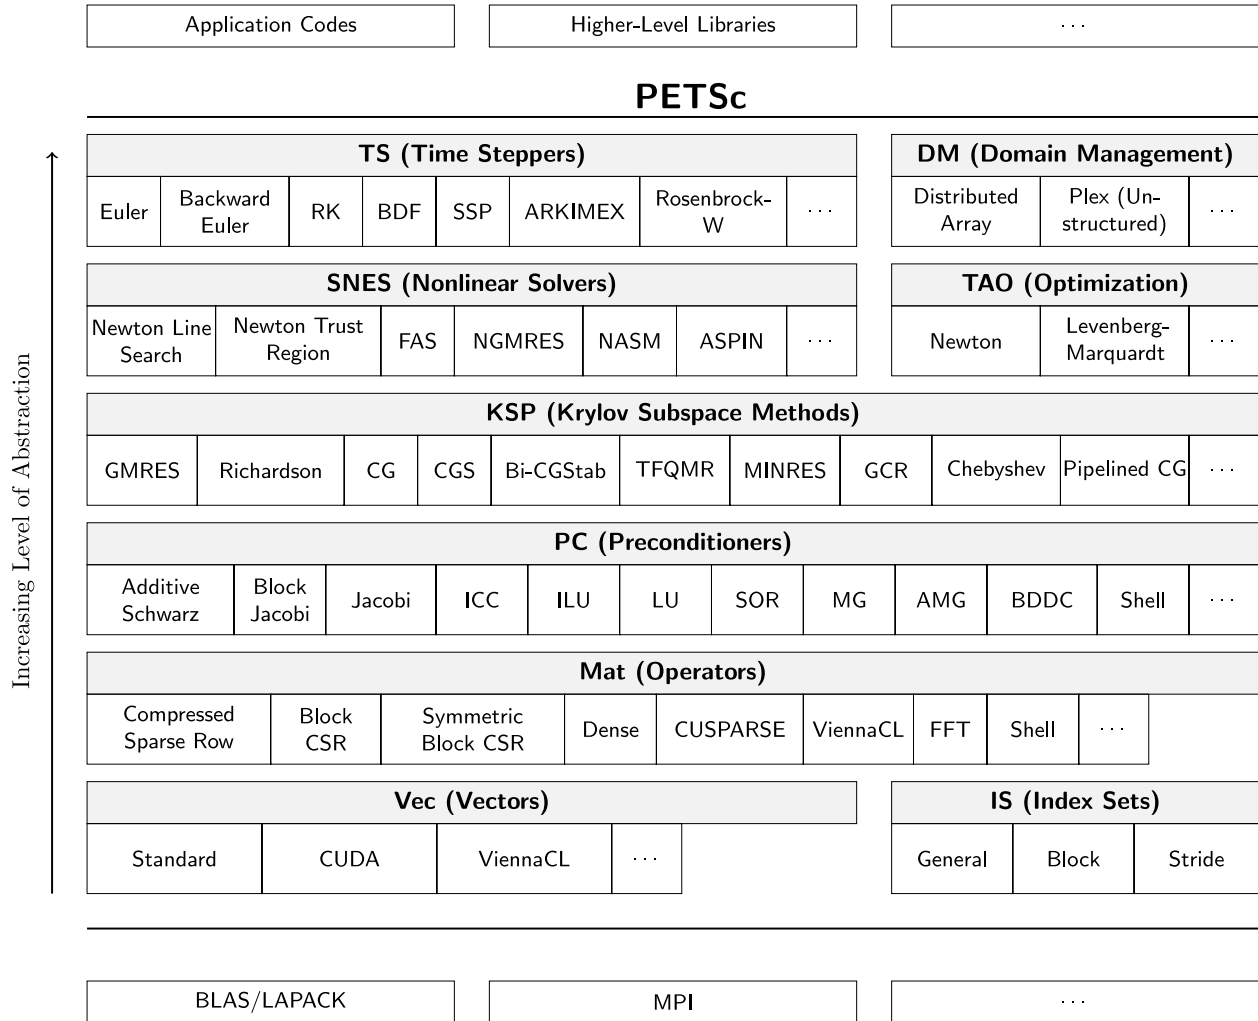 Application Codes
Higher-Level Libraries
···
PETSc
Increasing Level of Abstraction
TS (Time Steppers)
Euler
Backward
Euler
RK
BDF
SSP
ARKIMEX
Rosenbrock-
W
···
DM (Domain Management)
Distributed
Array
Plex (Un-
structured)
···
SNES (Nonlinear Solvers)
Newton Line
Search
Newton Trust
Region
FAS
NGMRES
NASM
ASPIN
···
TAO (Optimization)
Newton
Levenberg-
Marquardt
···
KSP (Krylov Subspace Methods)
GMRES
Richardson
CG
CGS
Bi-CGStab
TFQMR
MINRES
GCR
Chebyshev
Pipelined CG
···
PC (Preconditioners)
Additive
Schwarz
Block
Jacobi
Jacobi
ICC
ILU
LU
SOR
MG
AMG
BDDC
Shell
···
Mat (Operators)
Compressed
Sparse Row
Block
CSR
Symmetric
Block CSR
Dense
CUSPARSE
ViennaCL
FFT
Shell
···
Vec (Vectors)
Standard
CUDA
ViennaCL
···
IS (Index Sets)
General
Block
Stride
BLAS/LAPACK
MPI
···